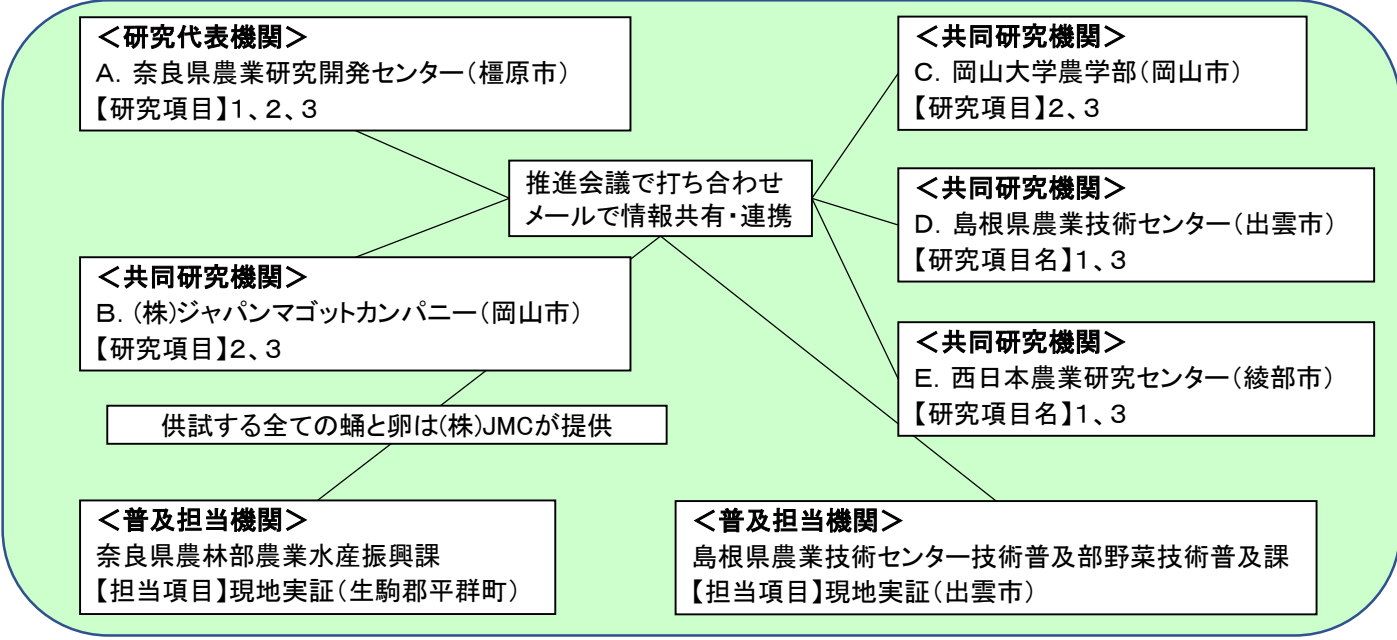 ＜研究代表機関＞
A．奈良県農業研究開発センター（橿原市）
【研究項目】1、2、3
＜共同研究機関＞
C．岡山大学農学部（岡山市）
【研究項目】2、3
推進会議で打ち合わせ
メールで情報共有・連携
＜共同研究機関＞
D．島根県農業技術センター（出雲市）
【研究項目名】1、3
＜共同研究機関＞
B．(株)ジャパンマゴットカンパニー（岡山市）
【研究項目】2、3
＜共同研究機関＞
E．西日本農業研究センター（綾部市）
【研究項目名】1、3
供試する全ての蛹と卵は(株)JMCが提供
＜普及担当機関＞
奈良県農林部農業水産振興課
【担当項目】現地実証（生駒郡平群町）
＜普及担当機関＞
島根県農業技術センター技術普及部野菜技術普及課
【担当項目】現地実証（出雲市）